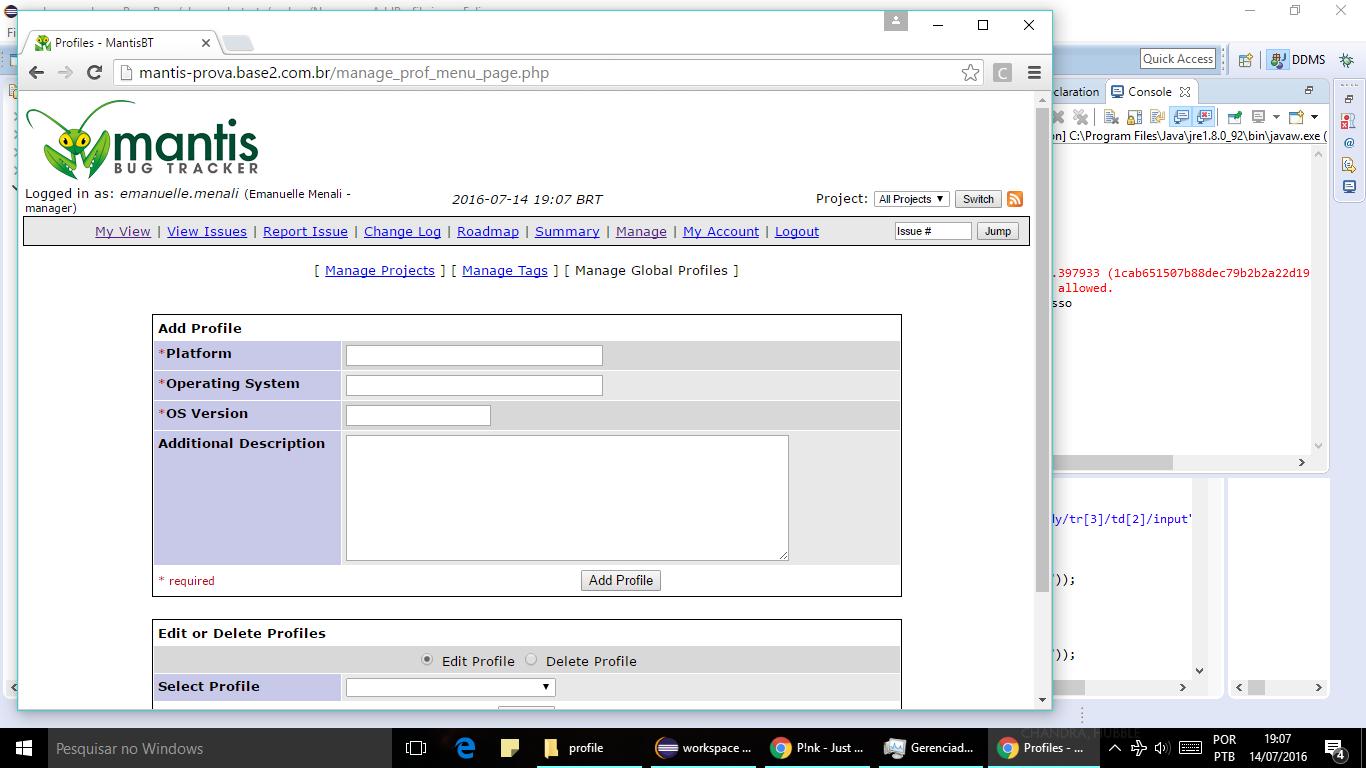 Profiles - MantisBT
mantis-prova.base2.com.br/manage_prof_menu_page.php
Quick Access
DDMS
claration
Console
on] C:\Program Files\Java\jre1.8.0_92\bin\javaw.exe (
mantis
BUG TRACKER
Logged in as: emanuelle.menali (Emanuelle Menali - manager)
2016-07-14 19:07 BRT
Project: All Projects Switch
My View | View Issues | Report Issue | Change Log | Roadmap | Summary | Manage | My Account | Logout
Issue # Jump
[ Manage Projects ] [ Manage Tags ] [ Manage Global Profiles ]
.397933 (1cab651507b88dec79b2b2a22d19
allowed.
sso
Add Profile
*Platform
*Operating System
*OS Version
Additional Description
* required
Add Profile
Edit or Delete Profiles
Edit Profile Delete Profile
Select Profile
y/tr[3]/td[2]/input'
"));
"));
Pesquisar no Windows
profile
workspace ...
P!nk - Just ...
Gerenciad...
Profiles - ...
CHANDRA, HUBBLE
POR
PTB
19:07
14/07/2016
4